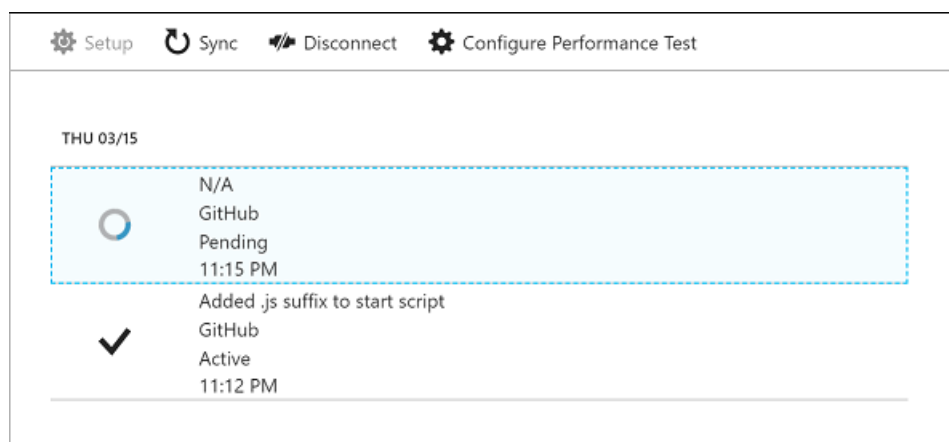 Setup Sync Disconnect Configure Performance Test
THU 03/15
N/A
GitHub
Pending
11:15 PM
Added .js suffix to start script
GitHub
Active
11:12 PM